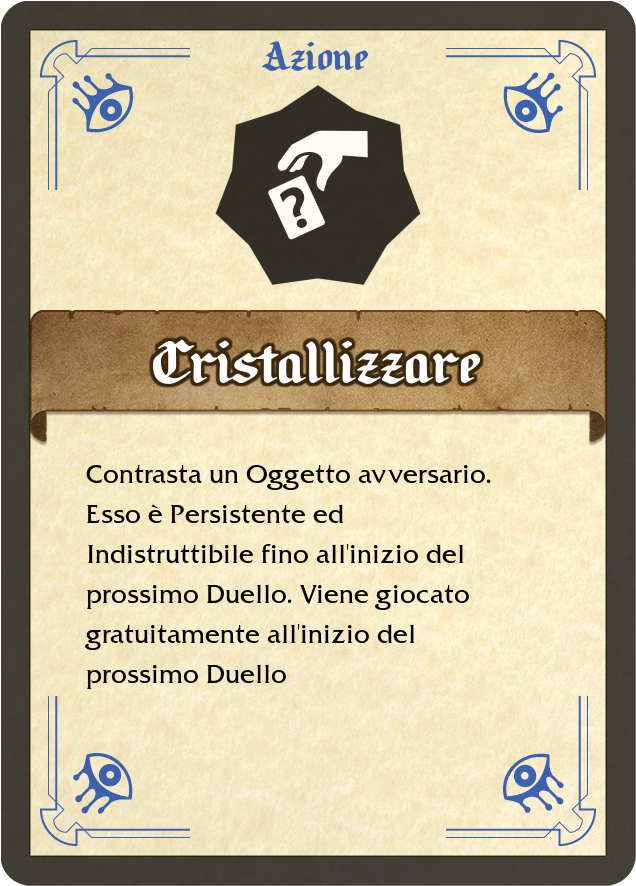 Azione
?
Cristallizzare
Contrasta un Oggetto avversario.
Esso è Persistente ed
Indistruttibile fino all'inizio del
prossimo Duello. Viene giocato
gratuitamente all'inizio del
prossimo Duello